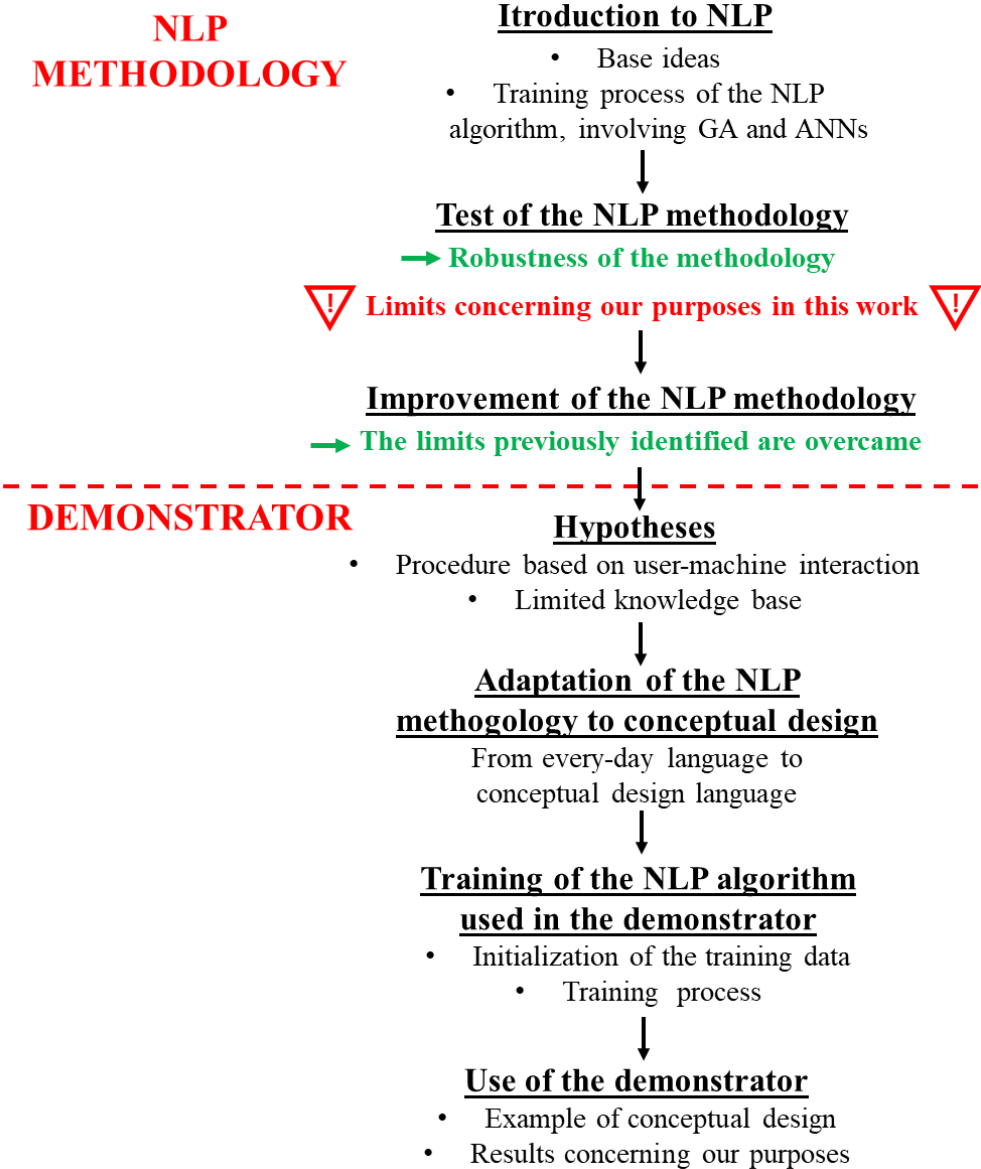 NLP
METHODOLOGY
Itroduction to NLP
• Base ideas
• Training process of the NLP
algorithm, involving GA and ANNs
Test of the NLP methodology
Robustness of the methodology
! Limits concerning our purposes in this work !
Improvement of the NLP methodology
The limits previously identified are overcame
DEMONSTRATOR
Hypotheses
• Procedure based on user-machine interaction
• Limited knowledge base
Adaptation of the NLP
methogology to conceptual design
From every-day language to
conceptual design language
Training of the NLP algorithm
used in the demonstrator
• Initialization of the training data
• Training process
Use of the demonstrator
• Example of conceptual design
• Results concerning our purposes